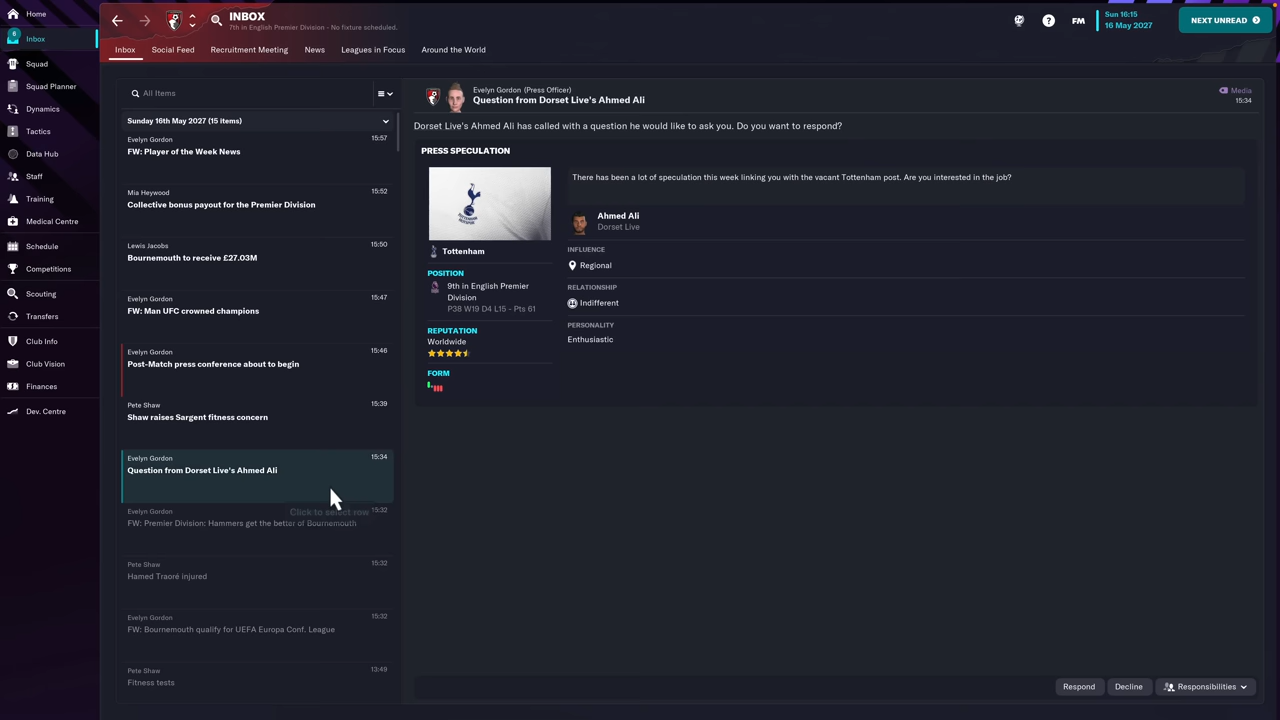 Home
6
Inbox
Squad
Squad Planner
Dynamics
Tactics
Data Hub
Staff
Training
Medical Centre
Schedule
Competitions
Scouting
Transfers
Club Info
Club Vision
Finances
Dev. Centre
INBOX
7th in English Premier Division - No fixture scheduled.
FM
Sun 16:15
16 May 2027
NEXT UNREAD
Inbox
Social Feed
Recruitment Meeting
News
Leagues in Focus
Around the World
All Items
Sunday 16th May 2027 (15 items)
Evelyn Gordon 15:57
FW: Player of the Week News
Mia Heywood 15:52
Collective bonus payout for the Premier Division
Lewis Jacobs 15:50
Bournemouth to receive £27.03M
Evelyn Gordon 15:47
FW: Man UFC crowned champions
Evelyn Gordon 15:46
Post-Match press conference about to begin
Pete Shaw 15:39
Shaw raises Sargent fitness concern
Evelyn Gordon 15:34
Question from Dorset Live's Ahmed Ali
Click to select row
Evelyn Gordon 15:32
FW: Premier Division: Hammers get the better of Bournemouth
Pete Shaw 15:32
Hamed Traoré injured
Evelyn Gordon 15:32
FW: Bournemouth qualify for UEFA Europa Conf. League
Pete Shaw 13:49
Fitness tests
Evelyn Gordon (Press Officer)
Question from Dorset Live's Ahmed Ali
Media
15:34
Dorset Live's Ahmed Ali has called with a question he would like to ask you. Do you want to respond?
PRESS SPECULATION
TOTTENHAM
HOTSPUR
Tottenham
POSITION
9th in English Premier
Division
P38 W19 D4 L15 - Pts 61
REPUTATION
Worldwide
FORM
There has been a lot of speculation this week linking you with the vacant Tottenham post. Are you interested in the job?
Ahmed Ali
Dorset Live
INFLUENCE
Regional
RELATIONSHIP
Indifferent
PERSONALITY
Enthusiastic
Respond
Decline
Responsibilities